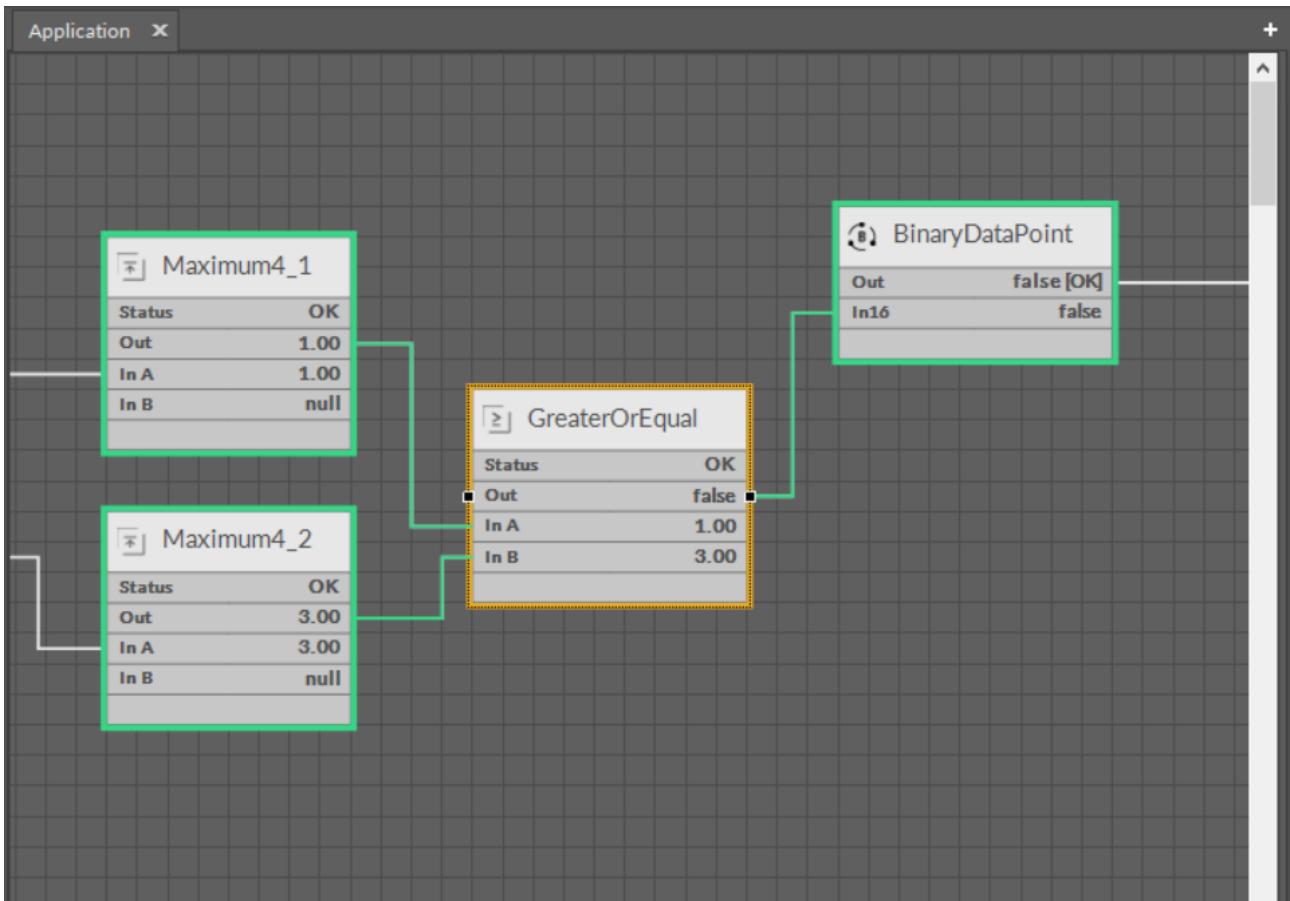 Application ×
+
Maximum4_1
Status OK
Out 1.00
In A 1.00
In B null
Maximum4_2
Status OK
Out 3.00
In A 3.00
In B null
≥ GreaterOrEqual
Status OK
Out false
In A 1.00
In B 3.00
B BinaryDataPoint
Out false [OK]
In16 false